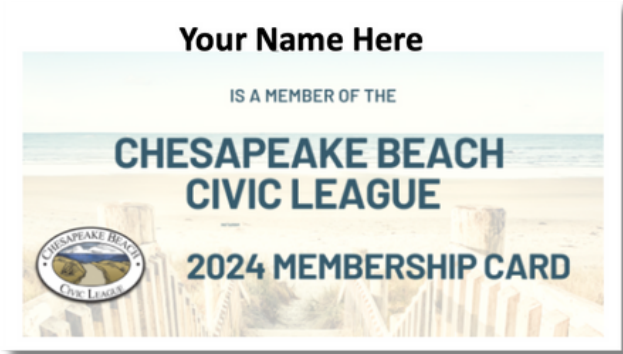 Your Name Here
IS A MEMBER OF THE
CHESAPEAKE BEACH
CIVIC LEAGUE
CHESAPEAKE BEACH
CIVIC LEAGUE
2024 MEMBERSHIP CARD